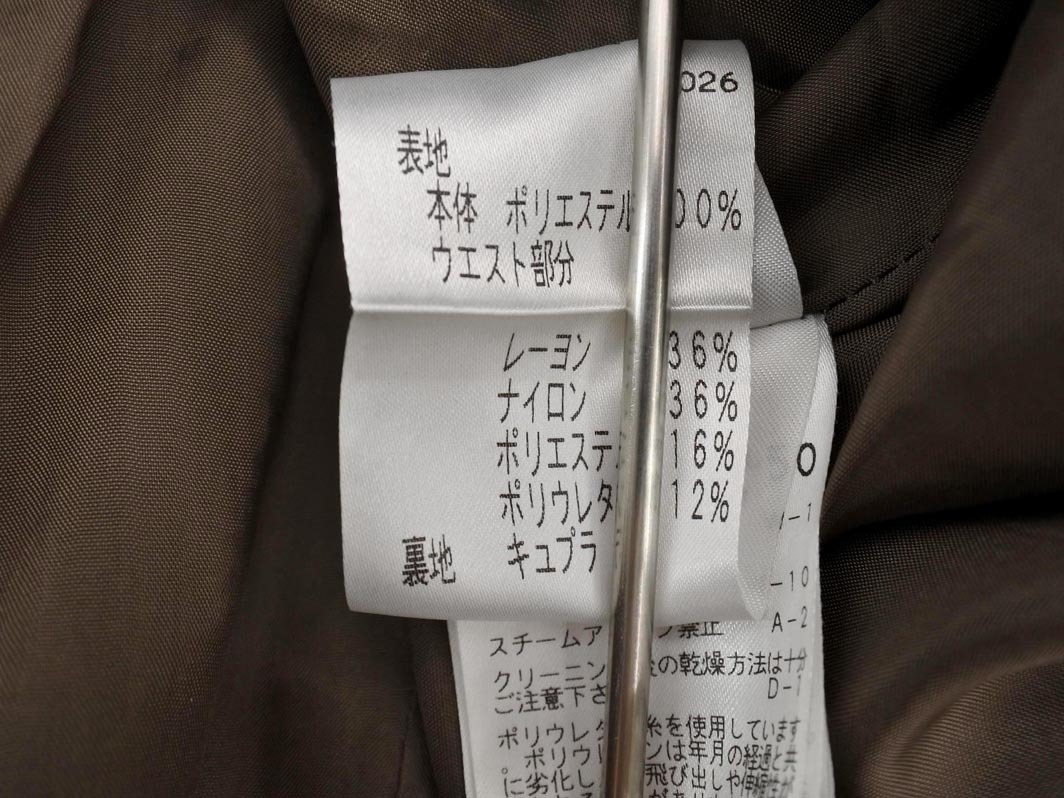 026
表地
本体 ポリエステル 00%
ウエスト部分
レーヨン 36%
ナイロン 36%
ポリエステ 16%
ポリウレタ 12%
裏地 キュプラ
O
-1
-10
A-2
スチームア 禁止
クリーニン の乾燥方法は十分
D-1
ご注意下さ
ポリウレタ 糸を使用しています
ポリウレ ンは年月の経過と共
に劣化し 飛び出しや伸縮性が